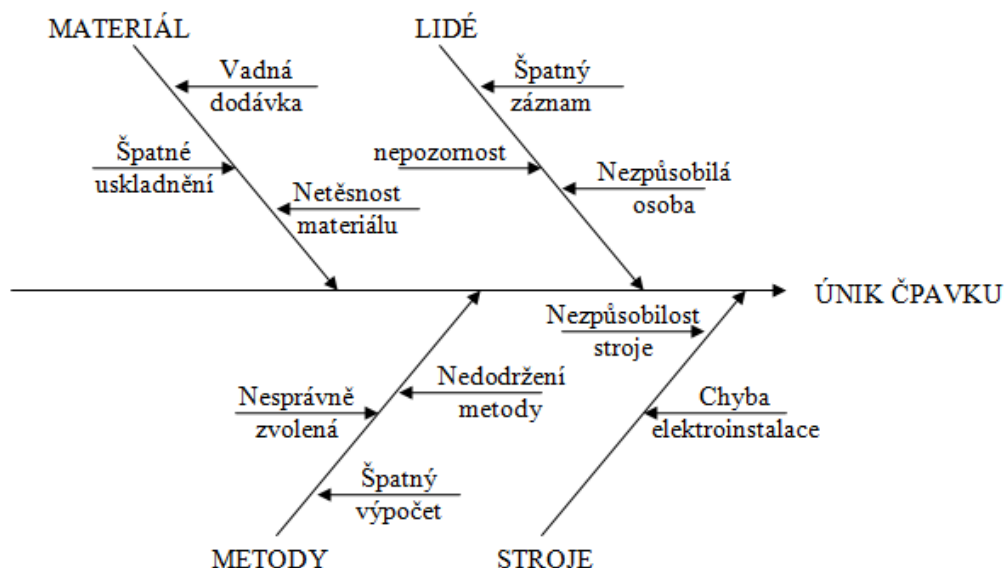 MATERIÁL
LIDÉ
Vadná
dodávka
Špatné
uskladnění
Netěsnost
materiálu
Špatný
záznam
nepozornost
Nezpůsobilá
osoba
ÚNIK ČPAVKU
Nesprávně
zvolená
Nedodržení
metody
Špatný
výpočet
Nezpůsobilost
stroje
Chyba
elektroinstalace
METODY
STROJE